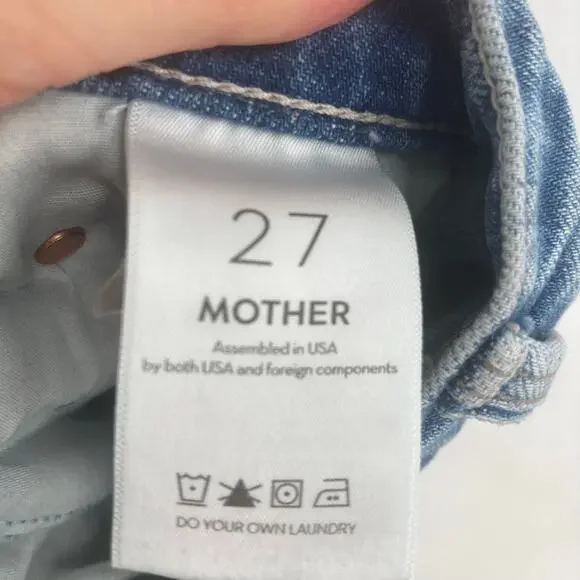 27
MOTHER
Assembled in USA
by both USA and foreign components
DO YOUR OWN LAUNDRY